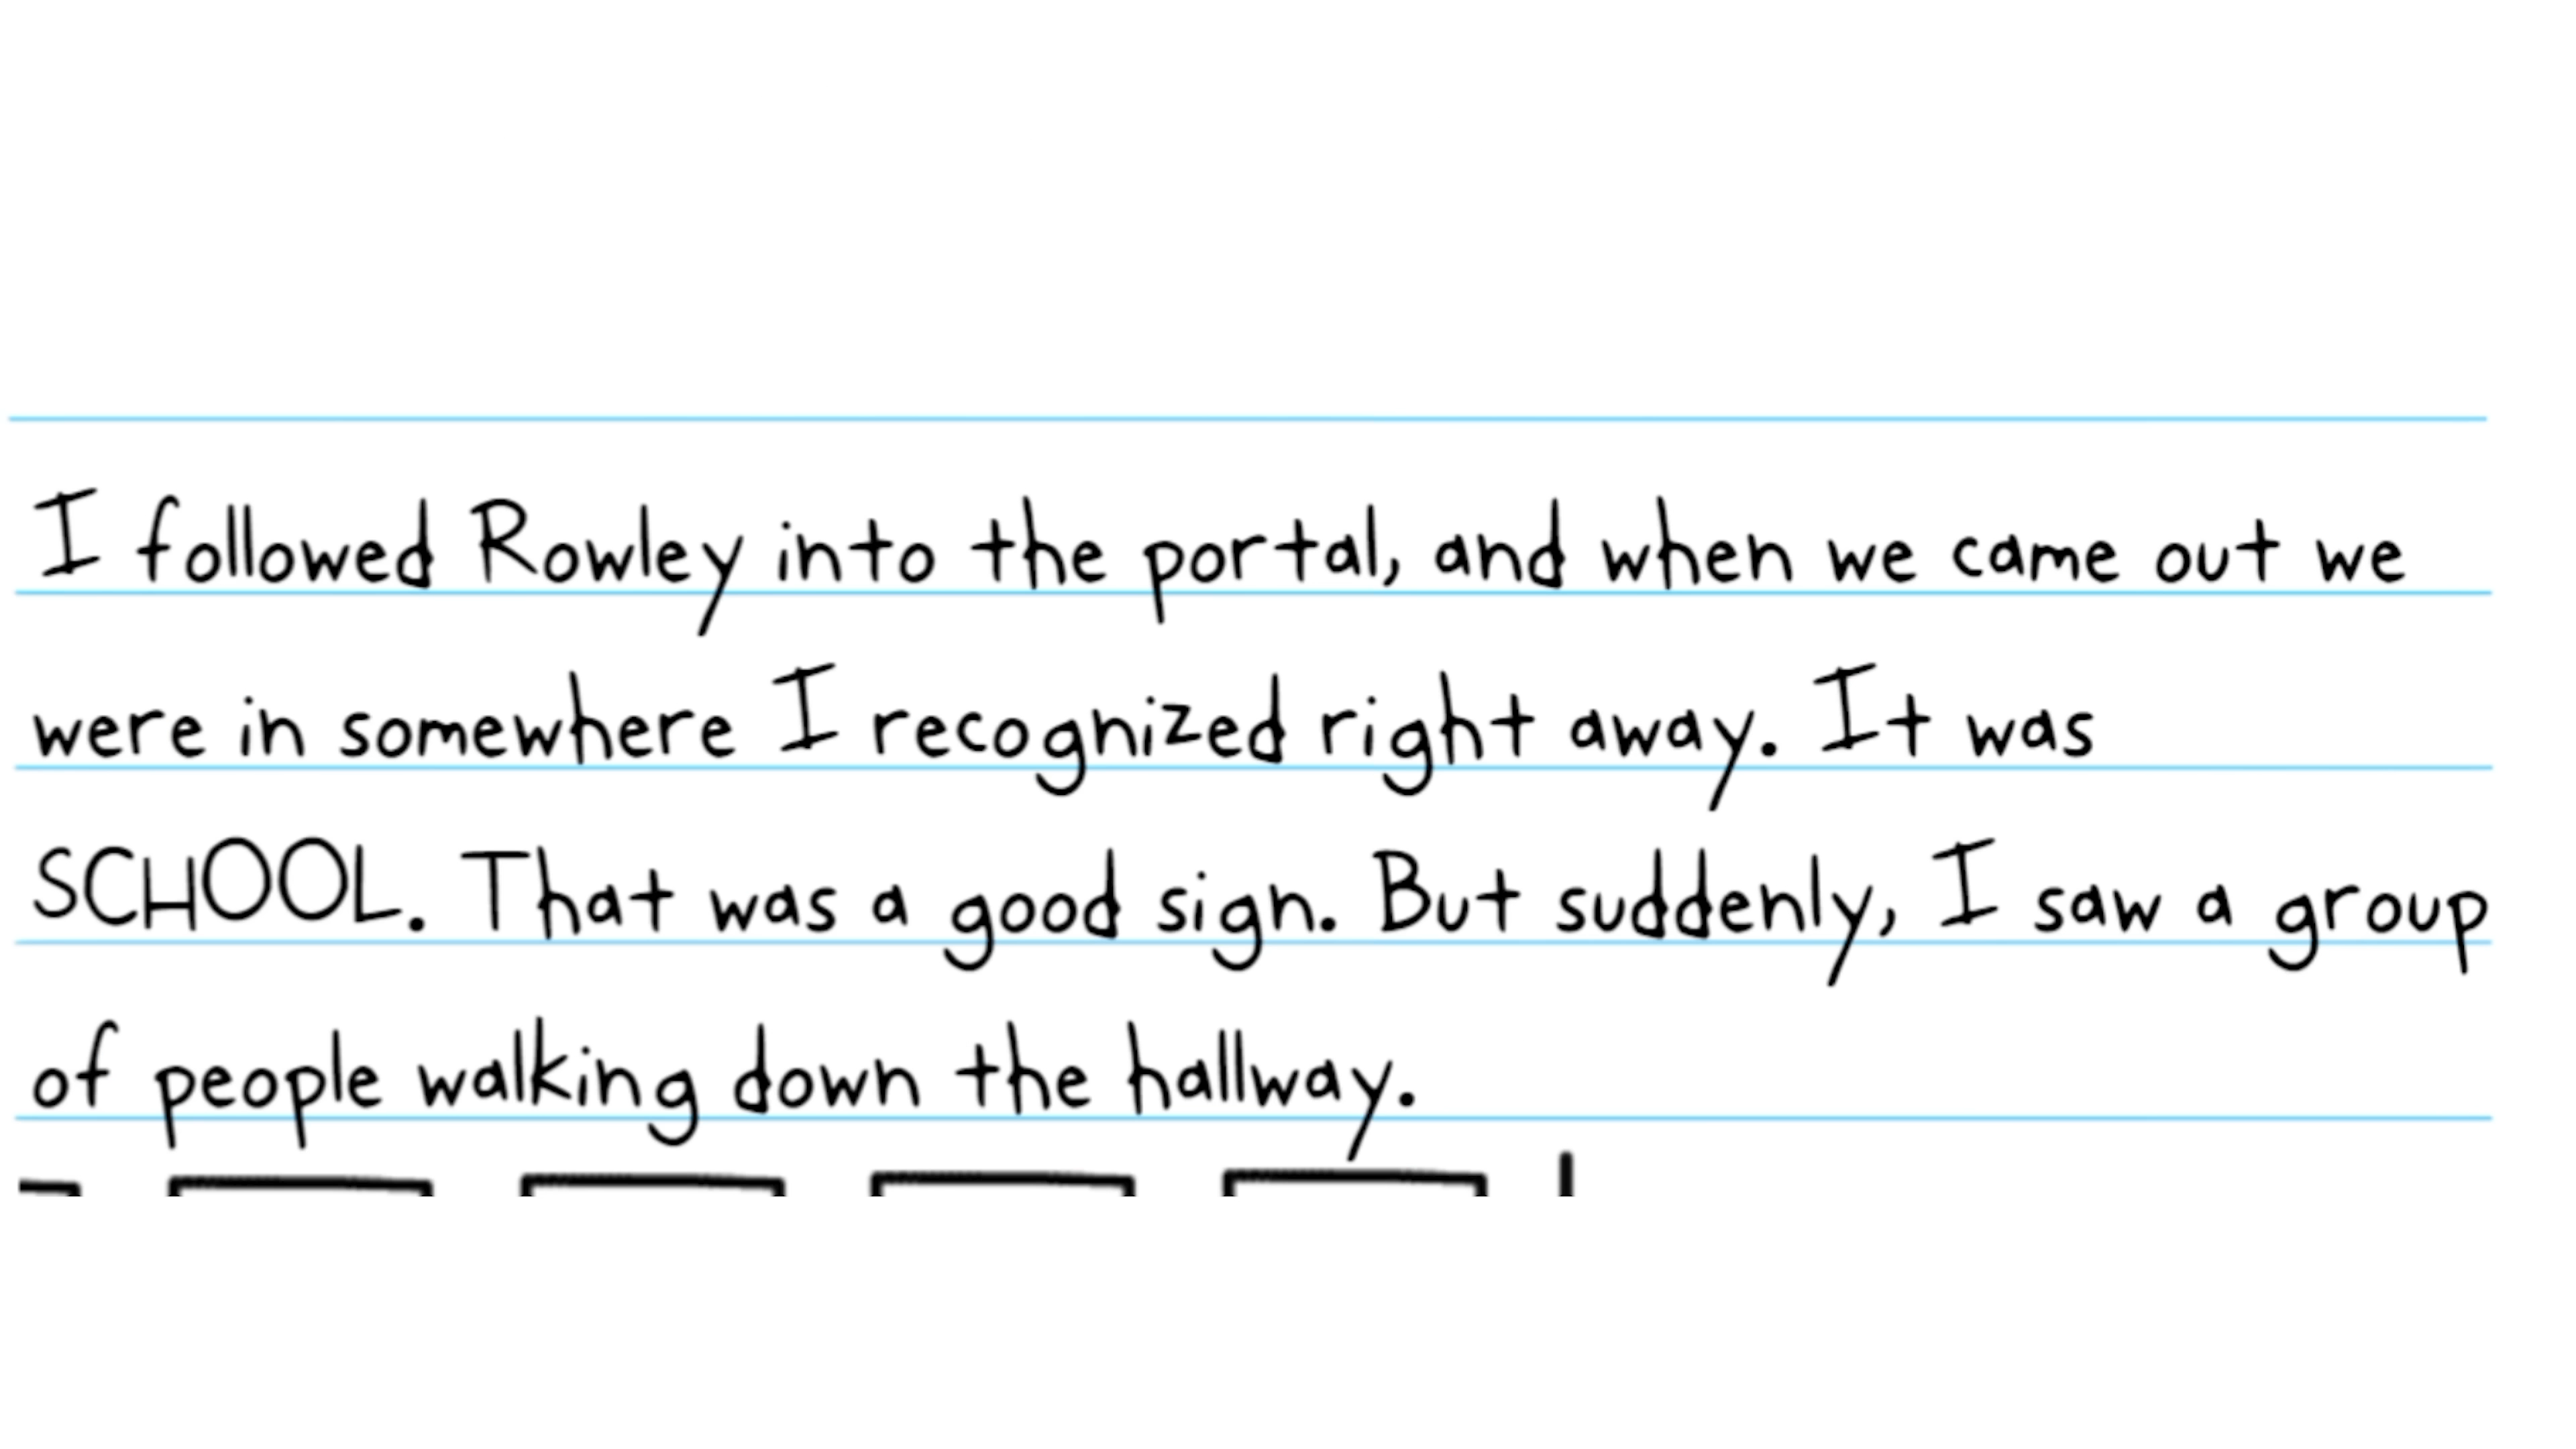 I followed Rowley into the portal, and when we came out we
were in somewhere I recognized right away. It was
SCHOOL. That was a good sign. But suddenly, I saw a group
of people walking down the hallway.